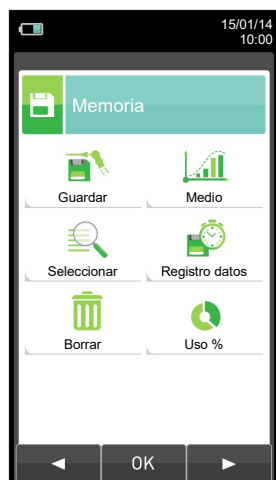 15/01/14
10:00
Memoria
Guardar
Medio
Seleccionar
Registro datos
Borrar
Uso %
OK